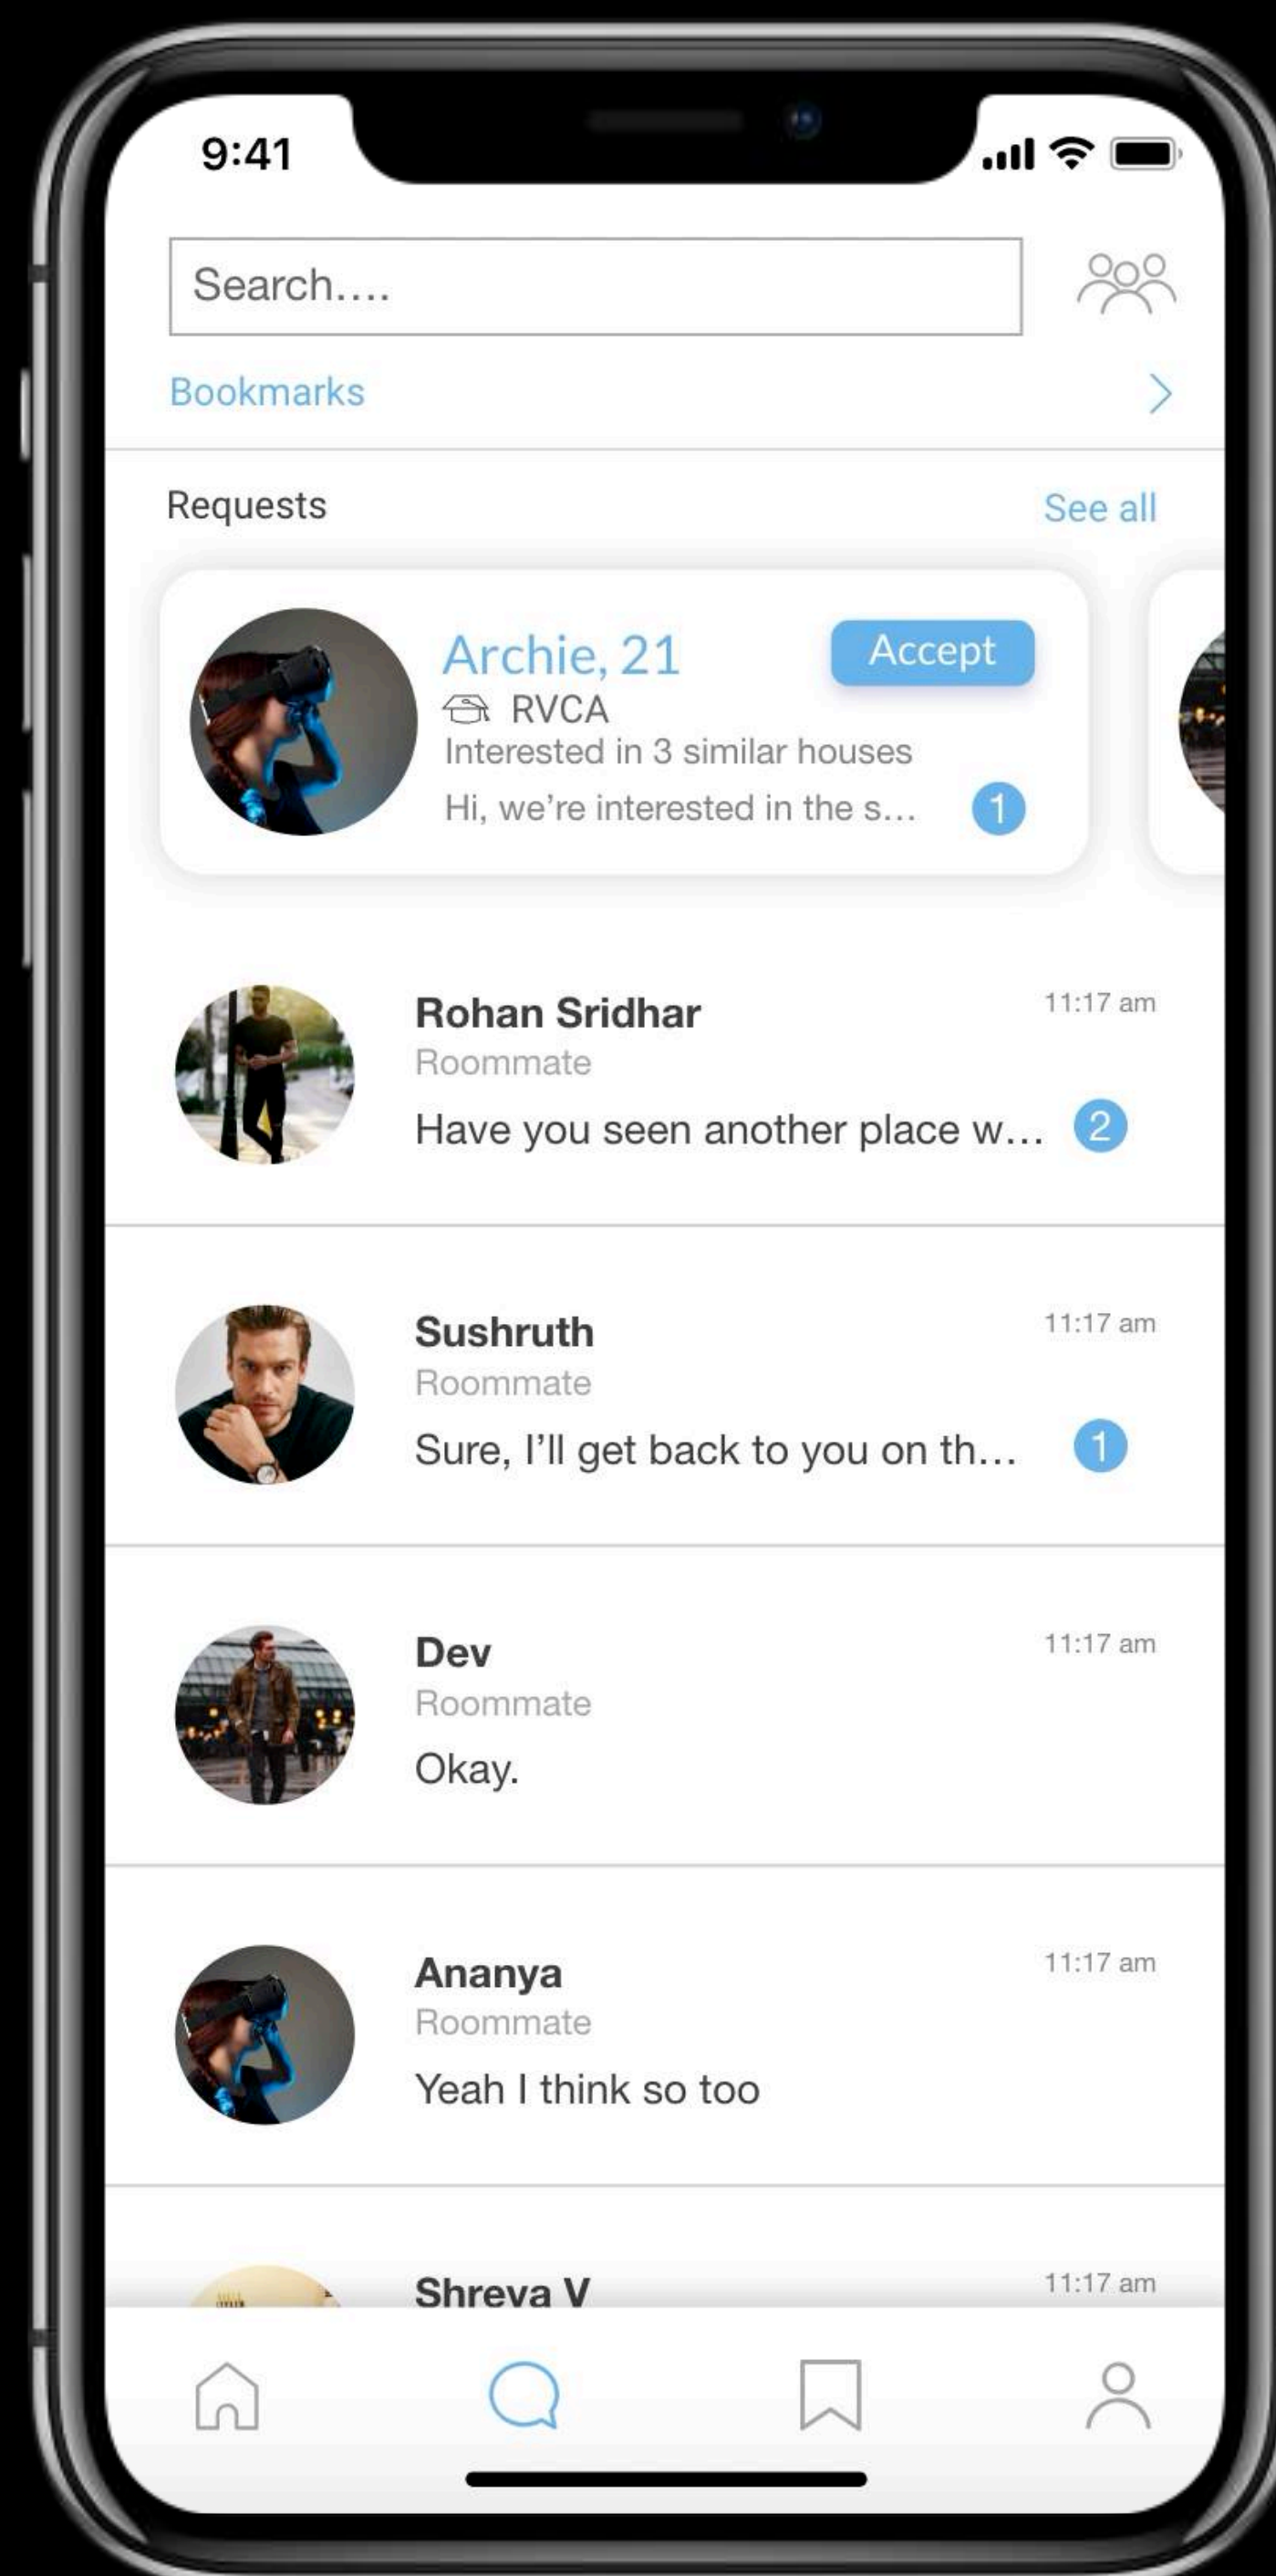 9:41
Search....
Bookmarks
Requests
See all
Archie, 21
Accept
RVCA
Interested in 3 similar houses
Hi, we're interested in the s...
1
Rohan Sridhar
11:17 am
Roommate
Have you seen another place w...
2
Sushruth
11:17 am
Roommate
Sure, I'll get back to you on th...
1
Dev
11:17 am
Roommate
Okay.
Ananya
11:17 am
Roommate
Yeah I think so too
Shreya V
11:17 am